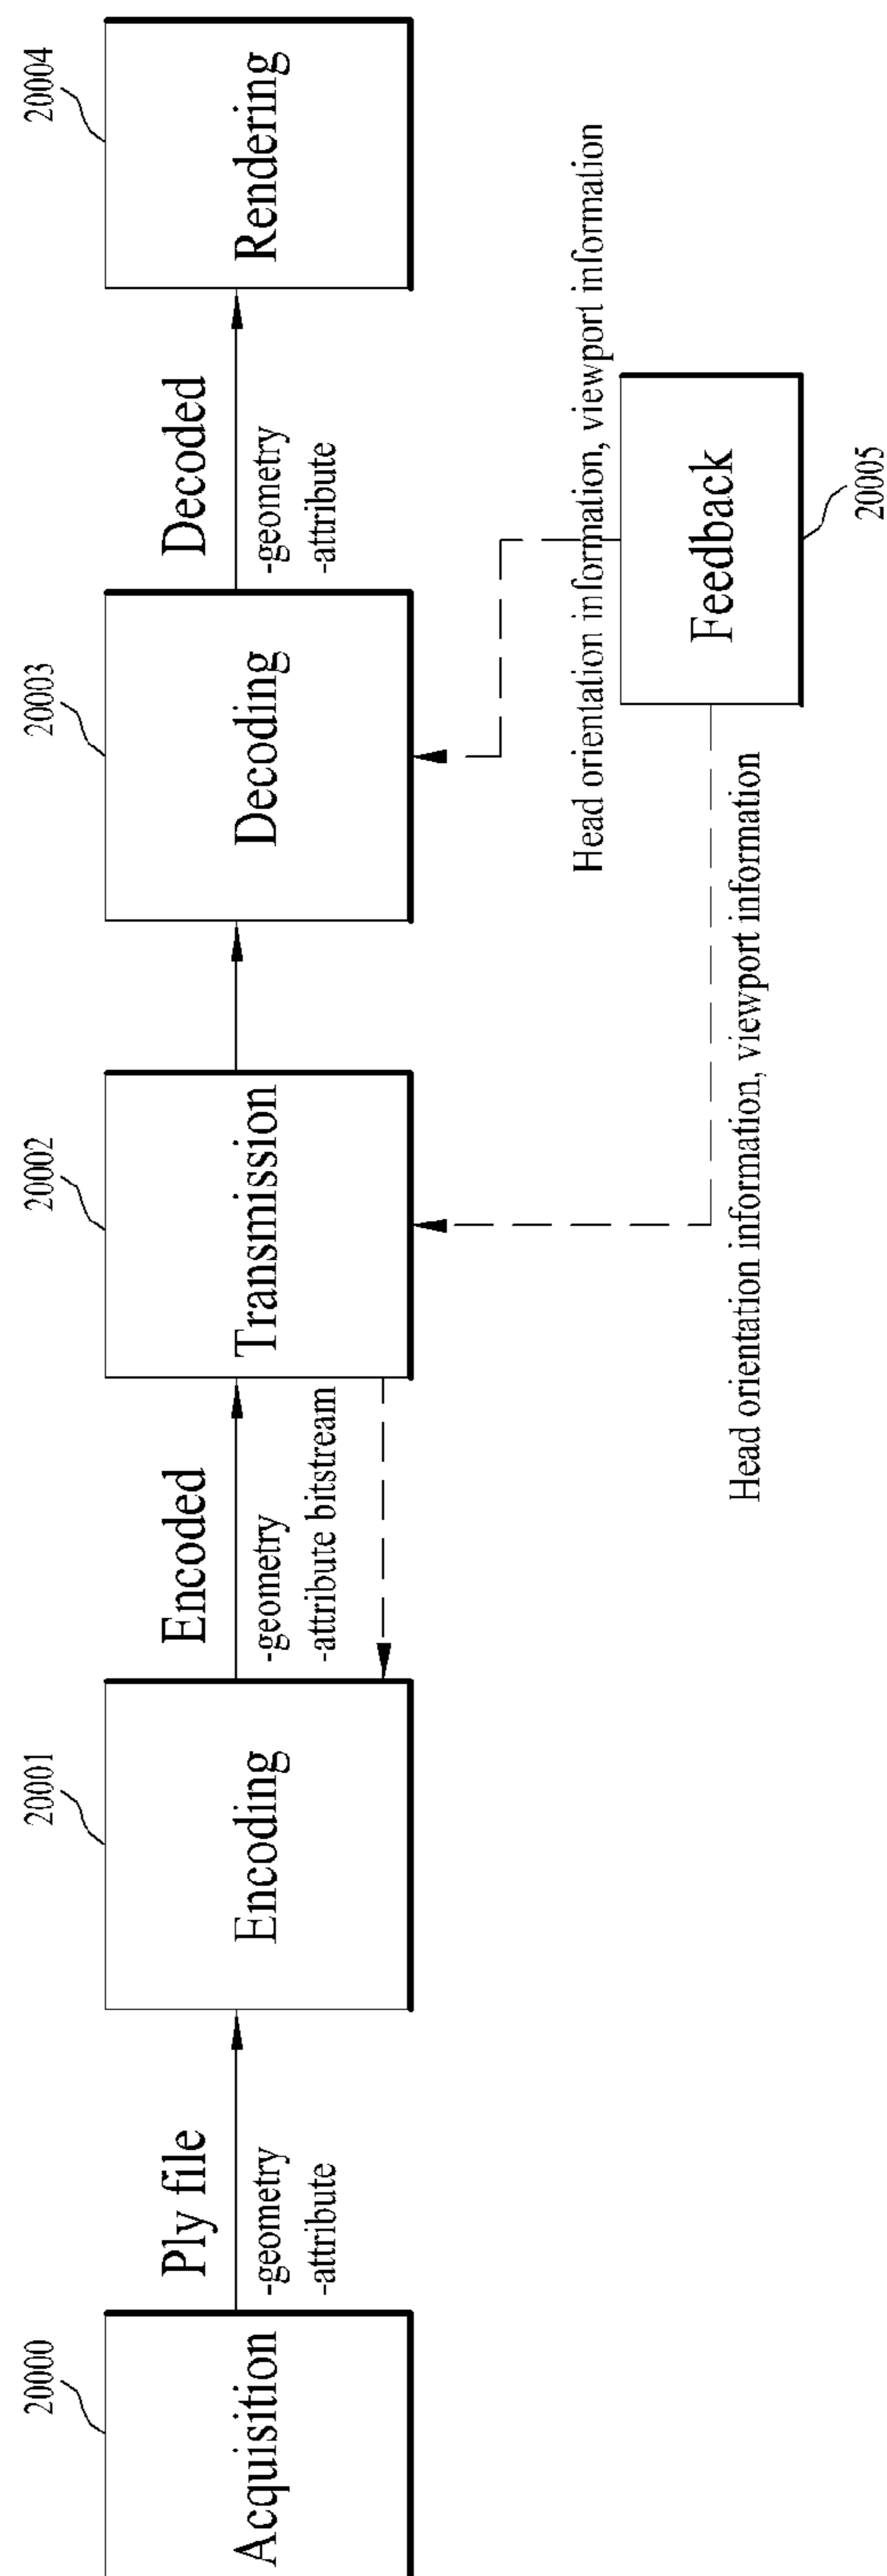 20000
Acquisition
Ply file
-geometry
-attribute
20001
Encoding
Encoded
-geometry
-attribute bitstream
20002
Transmission
20003
Decoding
Decoded
-geometry
-attribute
20004
Rendering
Head orientation information, viewport information
Feedback
20005
Head orientation information, viewport information